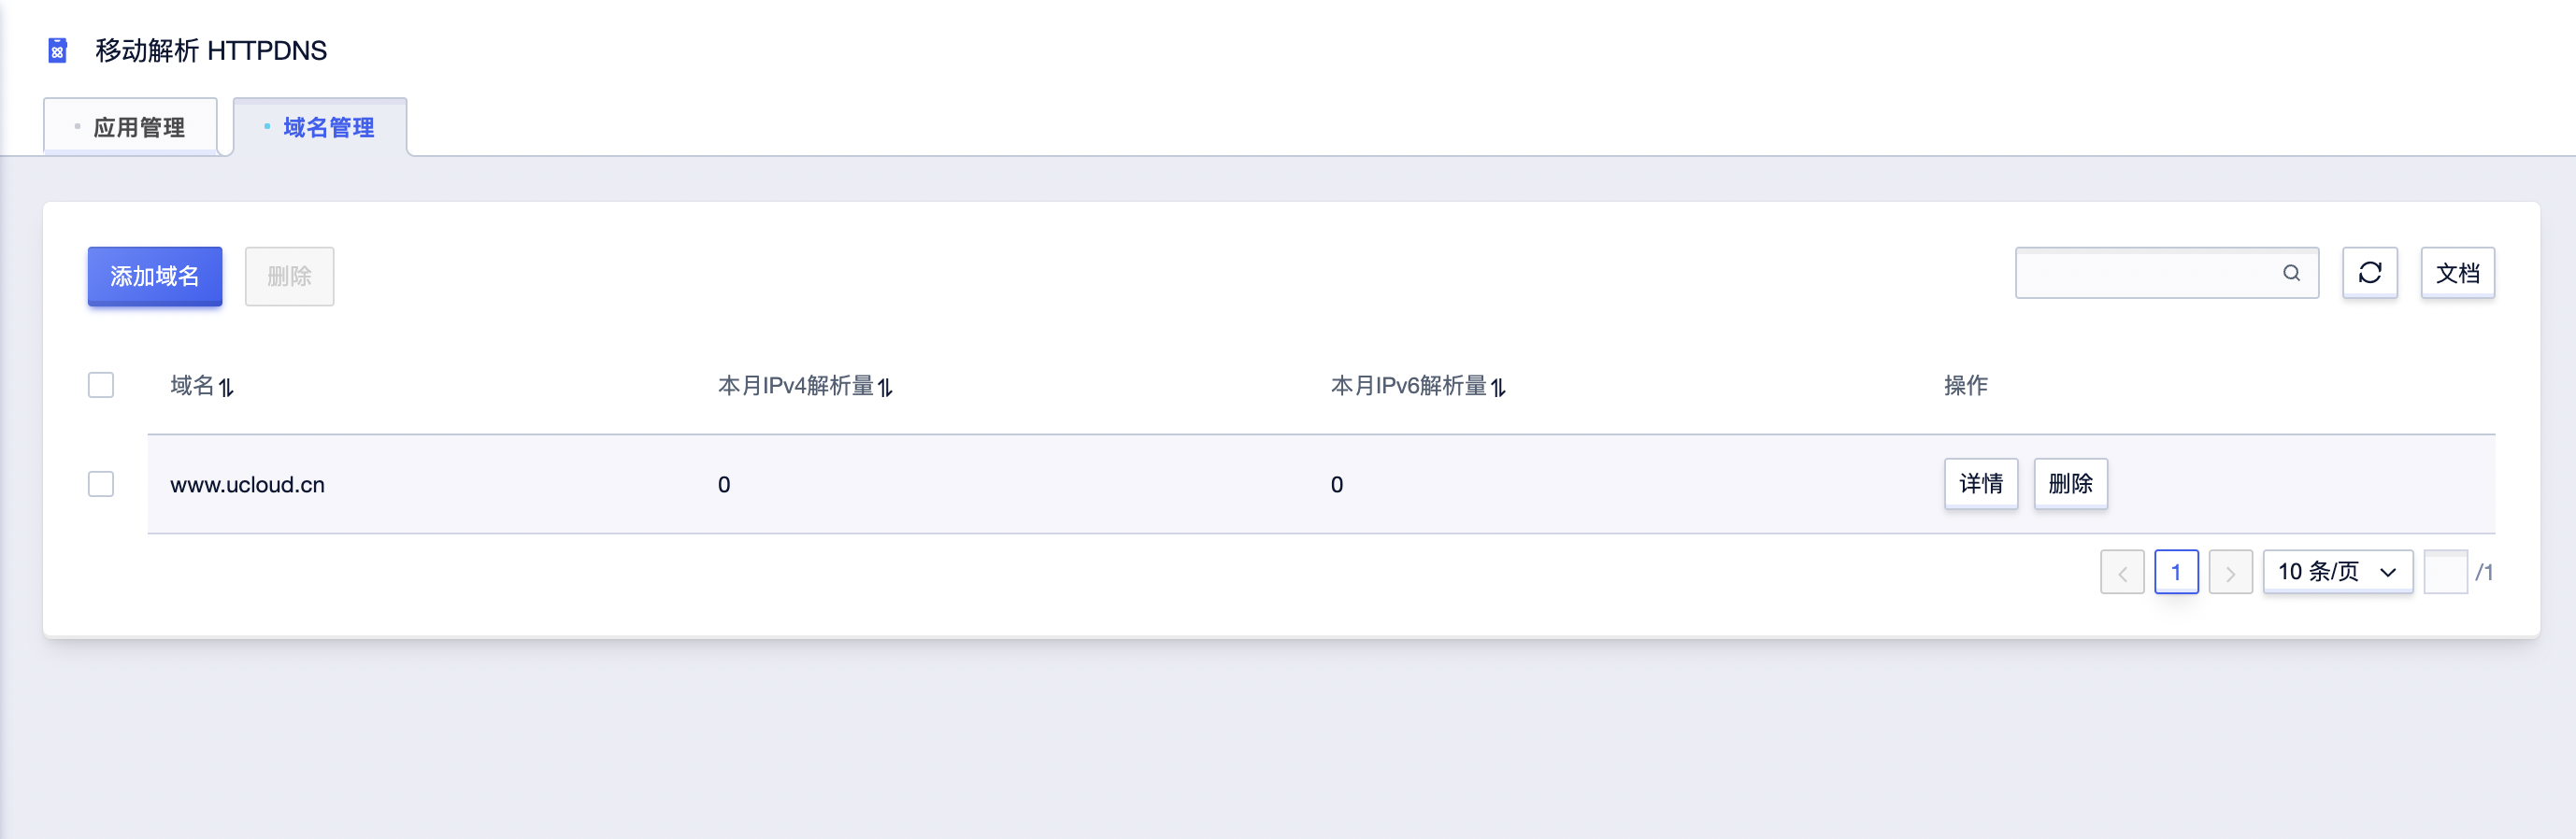 移动解析 HTTPDNS
应用管理 域名管理
添加域名 删除 文档
域名 本月IPv4解析量 本月IPv6解析量 操作
www.ucloud.cn 0 0 详情 删除
1 10 条/页 /1